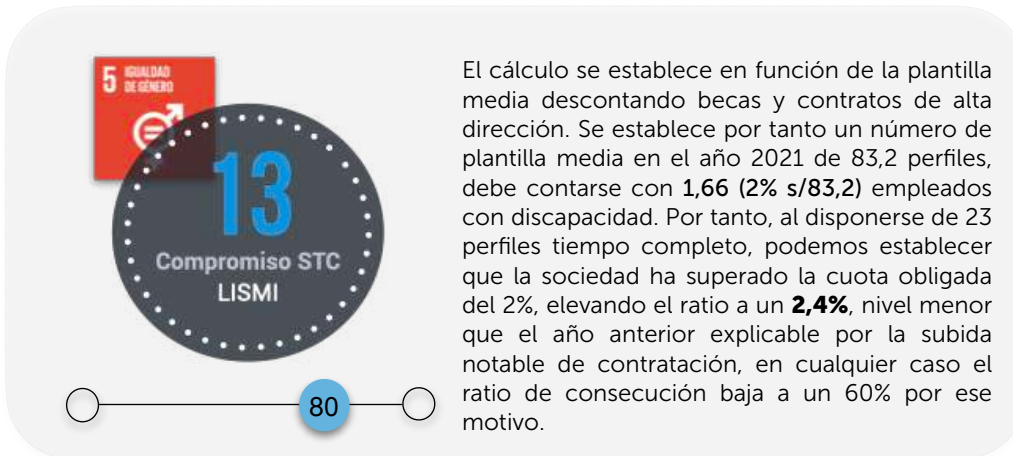 5 IGUALDAD
DE GÉNERO
13
Compromiso STC
LISMI
80
El cálculo se establece en función de la plantilla
media descontando becas y contratos de alta
dirección. Se establece por tanto un número de
plantilla media en el año 2021 de 83,2 perfiles,
debe contarse con 1,66 (2% s/83,2) empleados
con discapacidad. Por tanto, al disponerse de 23
perfiles tiempo completo, podemos establecer
que la sociedad ha superado la cuota obligada
del 2%, elevando el ratio a un 2,4%, nivel menor
que el año anterior explicable por la subida
notable de contratación, en cualquier caso el
ratio de consecución baja a un 60% por ese
motivo.